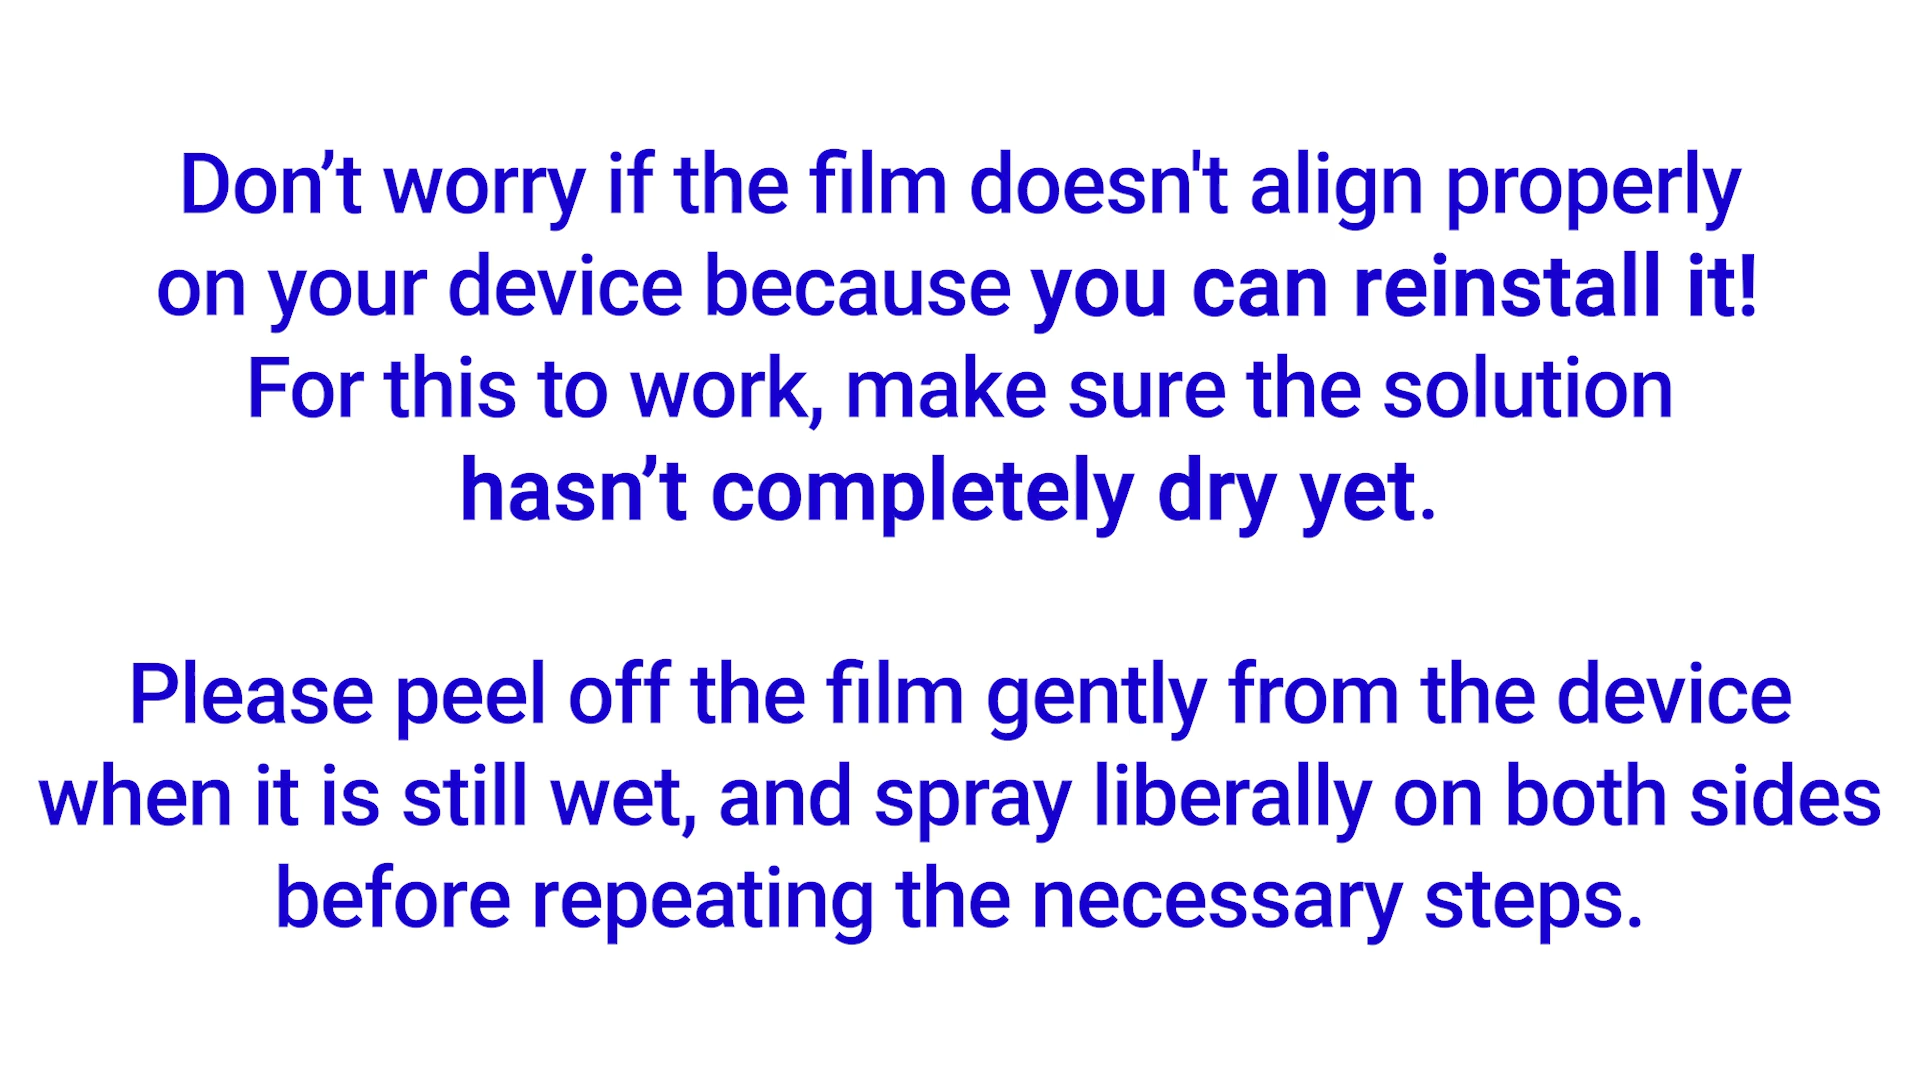 Don’t worry if the film doesn't align properly
on your device because you can reinstall it!
For this to work, make sure the solution
hasn’t completely dry yet.
Please peel off the film gently from the device
when it is still wet, and spray liberally on both sides
before repeating the necessary steps.